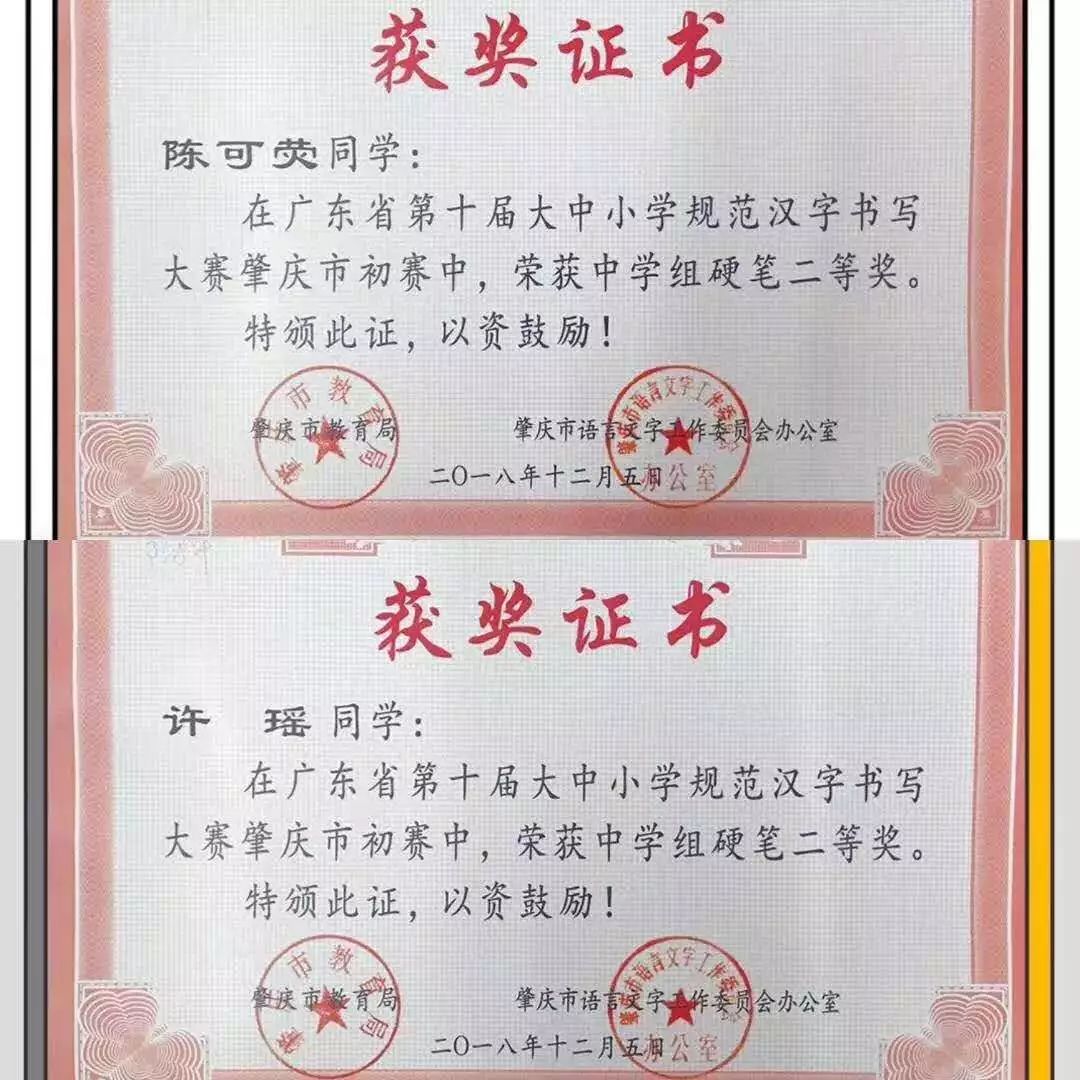 获奖证书
陈可荧同学：
在广东省第十届大中小学规范汉字书写
大赛肇庆市初赛中，荣获中学组硬笔二等奖。
特颁此证，以资鼓励！
肇庆市教育局
肇庆市语言文字工作委员会办公室
二〇一八年十二月五日
获奖证书
许 瑶同学：
在广东省第十届大中小学规范汉字书写
大赛肇庆市初赛中，荣获中学组硬笔二等奖。
特颁此证，以资鼓励！
肇庆市教育局
肇庆市语言文字工作委员会办公室
二〇一八年十二月五日